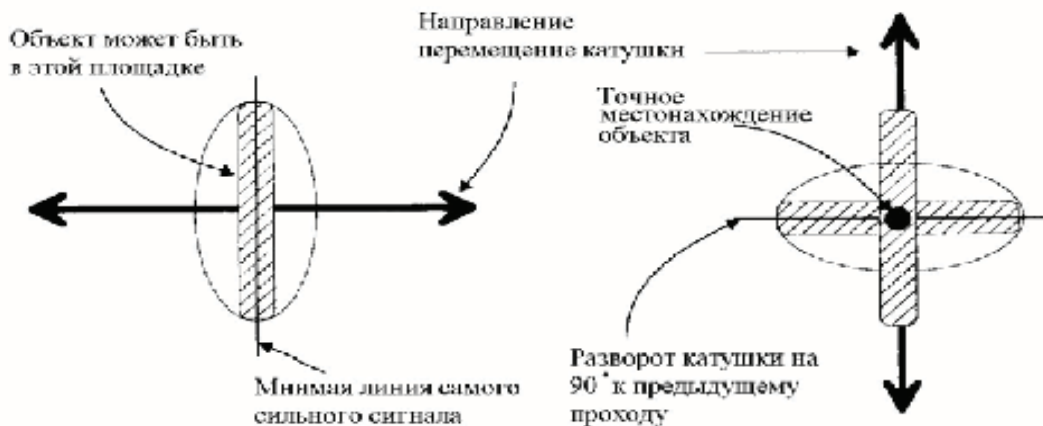 Объект может быть
в этой площадке
Направление
перемещение катушки
Точное
местонахождение
объекта
Мнимая линия самого
сильного сигнала
Разворот катушки на
90° к предыдущему
проходу